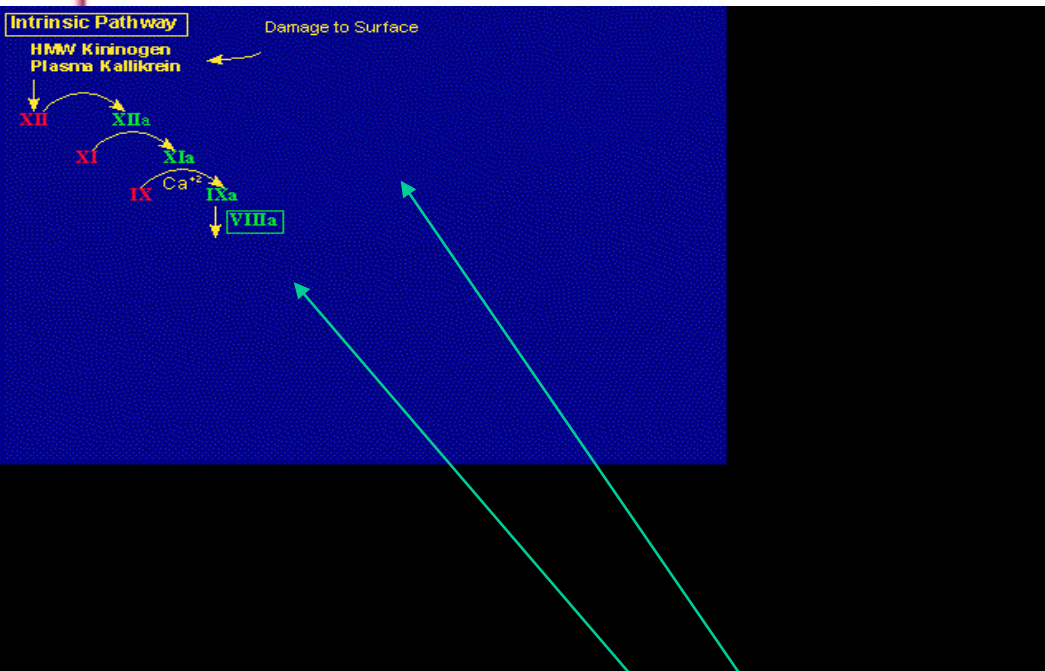 Intrinsic Pathway
Damage to Surface
HMW Kininogen
Plasma Kallikrein
XII XIIa
XI XIa
Ca+2
IX IXa
VIIIa